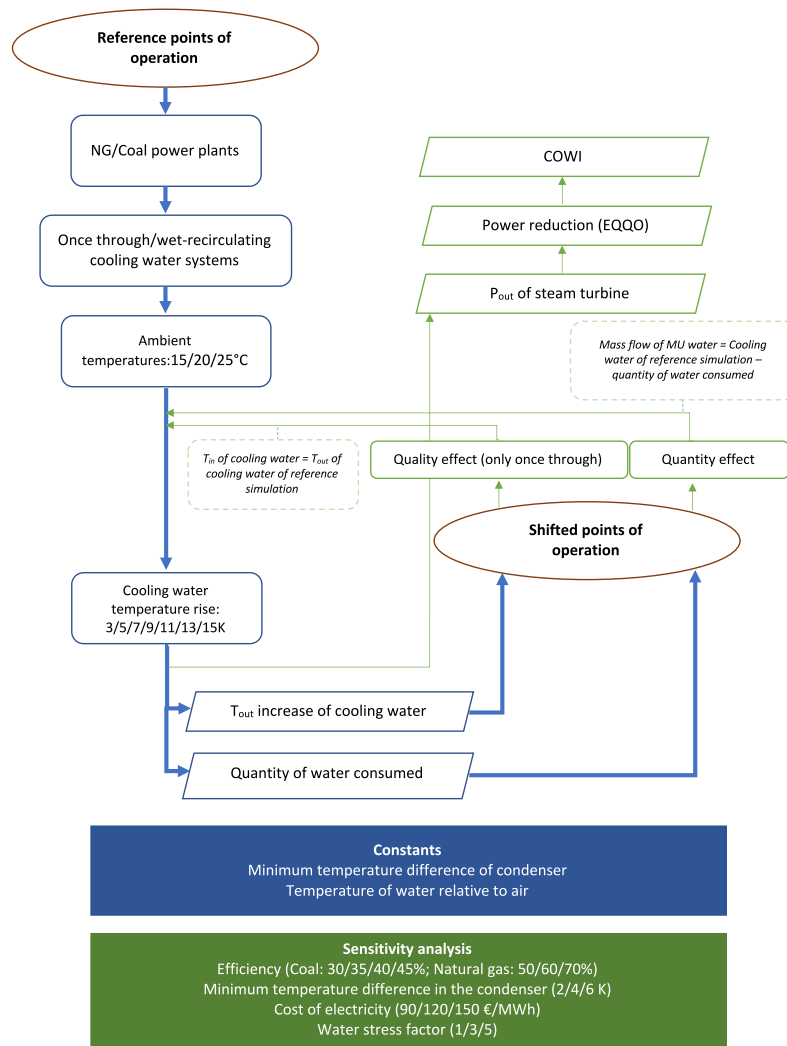 Reference points of
operation
NG/Coal power plants
Once through/wet-recirculating
cooling water systems
Ambient
temperatures:15/20/25°C
COWI
Power reduction (EQQO)
Pout of steam turbine
Mass flow of MU water = Cooling
water of reference simulation –
quantity of water consumed
Tin of cooling water = Tout of
cooling water of reference
simulation
Quality effect (only once through)
Quantity effect
Shifted points of
operation
Cooling water
temperature rise:
3/5/7/9/11/13/15K
Tout increase of cooling water
Quantity of water consumed
Constants
Minimum temperature difference of condenser
Temperature of water relative to air
Sensitivity analysis
Efficiency (Coal: 30/35/40/45%; Natural gas: 50/60/70%)
Minimum temperature difference in the condenser (2/4/6 K)
Cost of electricity (90/120/150 €/MWh)
Water stress factor (1/3/5)